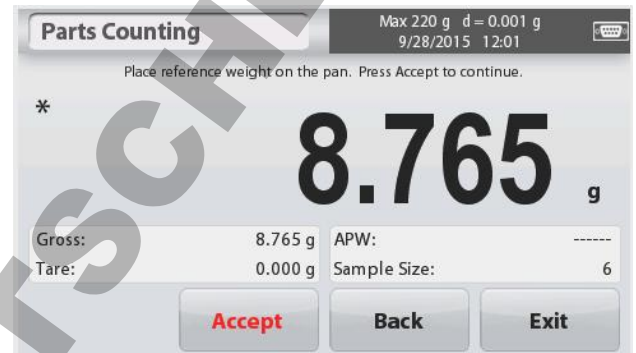 Parts Counting
Max 220 g  d = 0.001 g
9/28/2015  12:01
Place reference weight on the pan. Press Accept to continue.
*
8.765 g
Gross: 8.765 g APW: ------
Tare: 0.000 g Sample Size: 6
Accept Back Exit